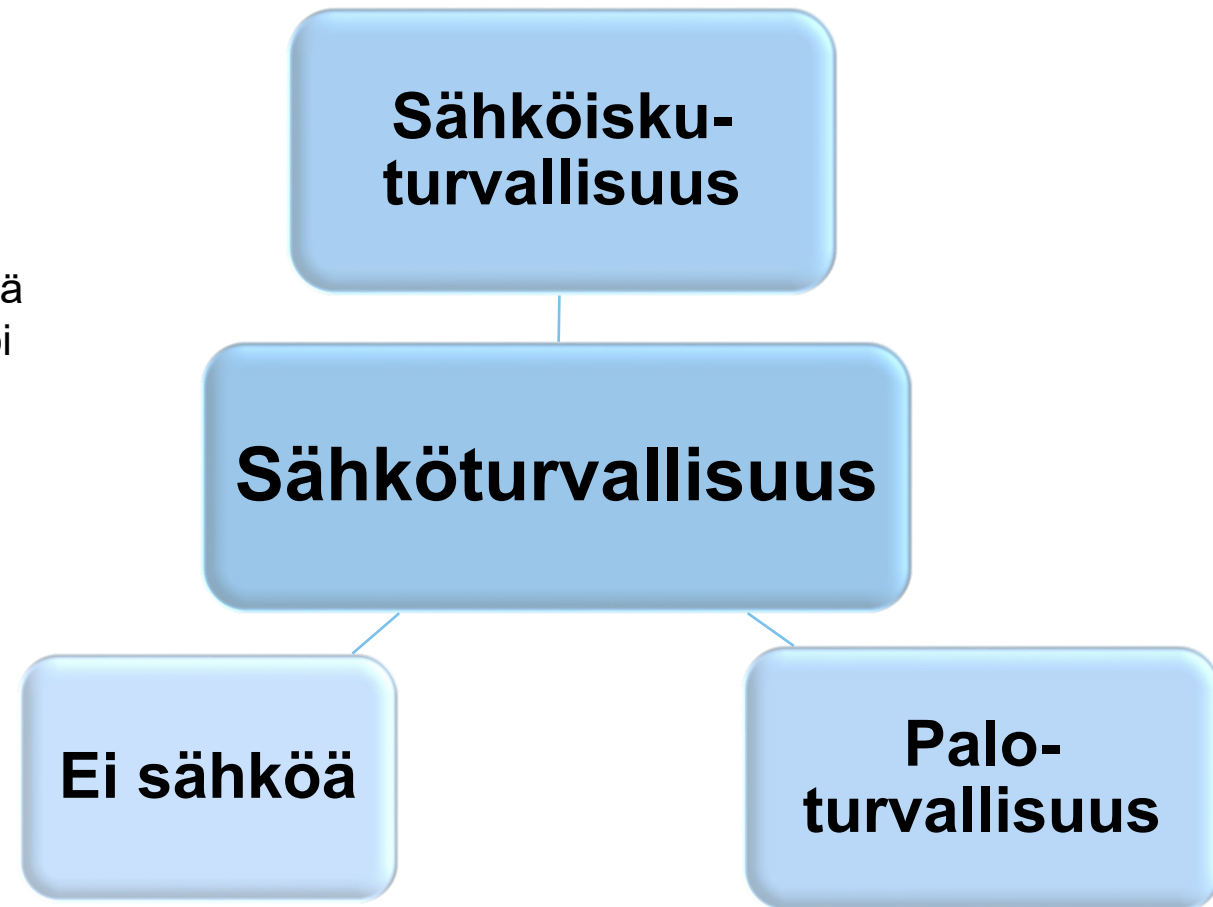 Sähköisku-
turvallisuus
ä
Sähköturvallisuus
Ei sähköä
Palo-
turvallisuus